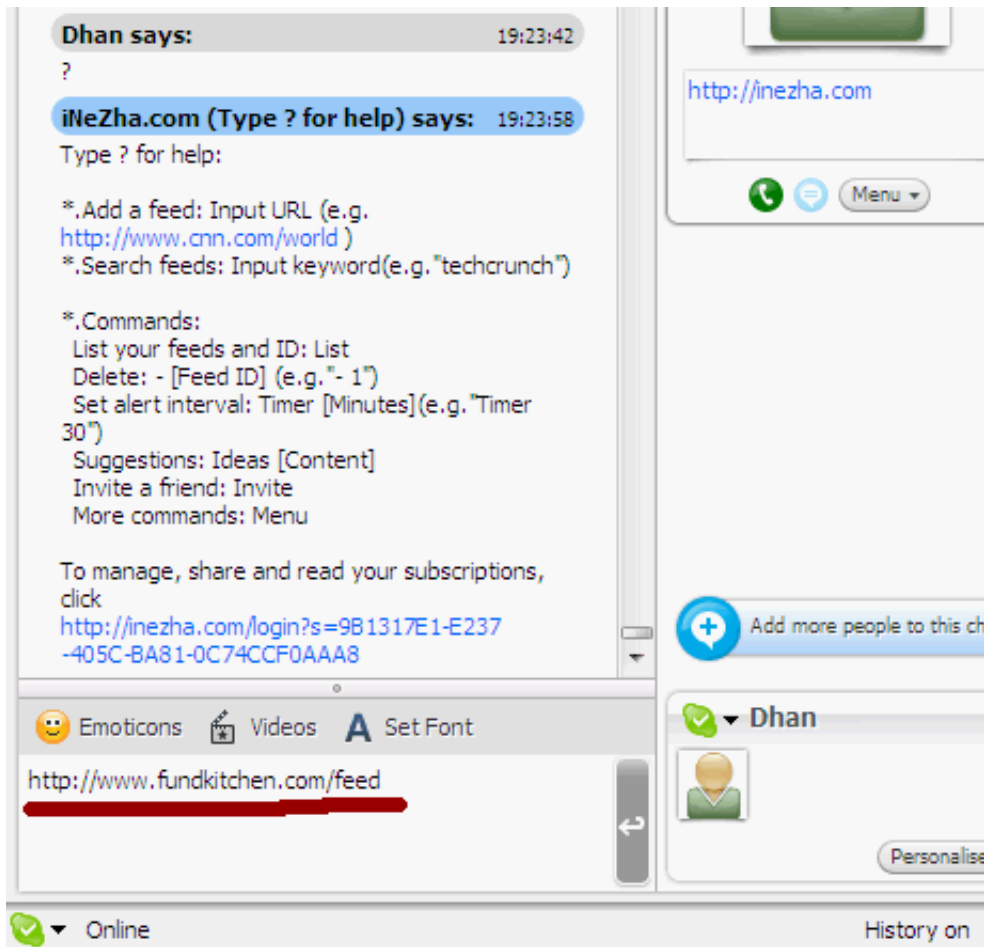 Dhan says: 19:23:42
?
iNeZha.com (Type ? for help) says: 19:23:58
Type ? for help:
*.Add a feed: Input URL (e.g.
http://www.cnn.com/world )
*.Search feeds: Input keyword(e.g."techcrunch")
*.Commands:
List your feeds and ID: List
Delete: - [Feed ID] (e.g."- 1")
Set alert interval: Timer [Minutes](e.g."Timer
30")
Suggestions: Ideas [Content]
Invite a friend: Invite
More commands: Menu
To manage, share and read your subscriptions,
click
http://inezha.com/login?s=9B1317E1-E237
-405C-BA81-0C74CCF0AAA8
Emoticons Videos A Set Font
http://www.fundkitchen.com/feed
http://inezha.com
Menu
Add more people to this ch
Dhan
Personalise
Online
History on